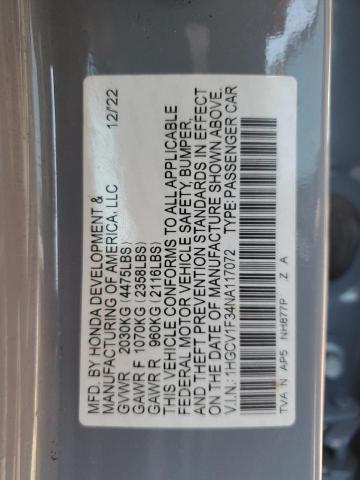 MFD. BY HONDA DEVELOPMENT &
MANUFACTURING OF AMERICA, LLC 12/22
GVWR 2030KG (4475LBS)
GAWR F 1070KG (2358LBS)
GAWR R 960KG (2116LBS)
THIS VEHICLE CONFORMS TO ALL APPLICABLE
FEDERAL MOTOR VEHICLE SAFETY, BUMPER,
AND THEFT PREVENTION STANDARDS IN EFFECT
ON THE DATE OF MANUFACTURE SHOWN ABOVE.
V.I.N.: 1HGCV1F34NA117072 TYPE: PASSENGER CAR
TVA N AP5 NH877P Z A